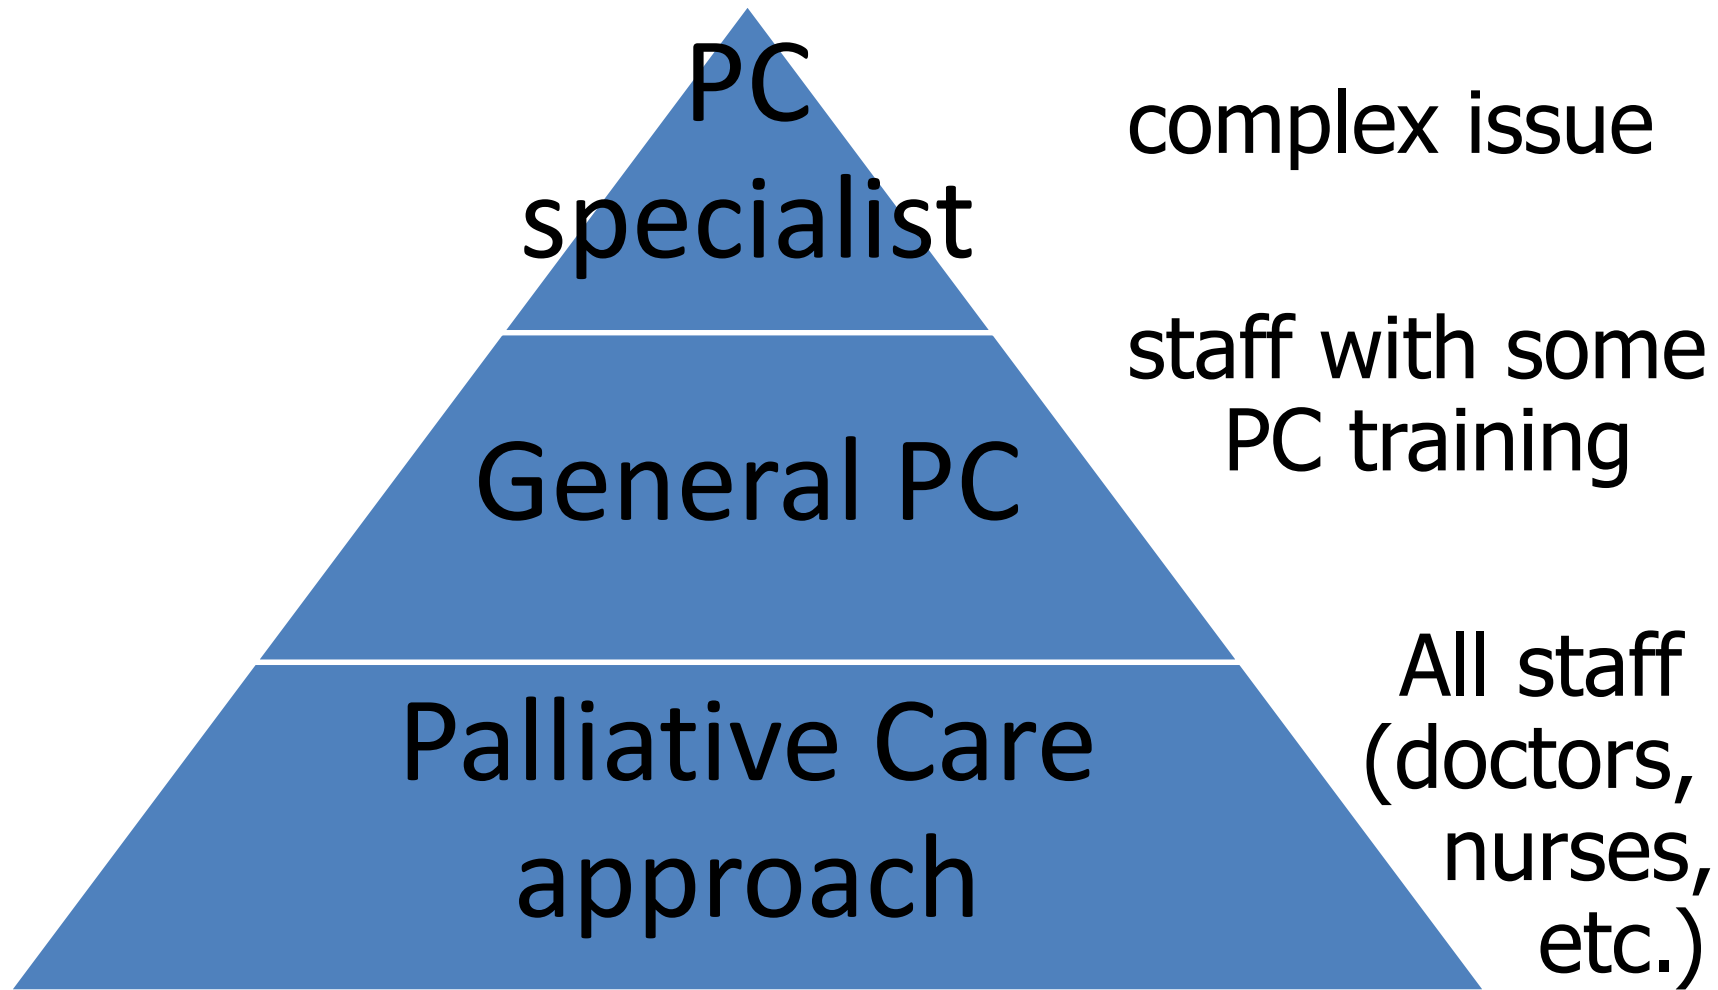 PC
specialist
complex issue
General PC
staff with some
PC training
Palliative Care
approach
All staff
(doctors,
nurses,
etc.)